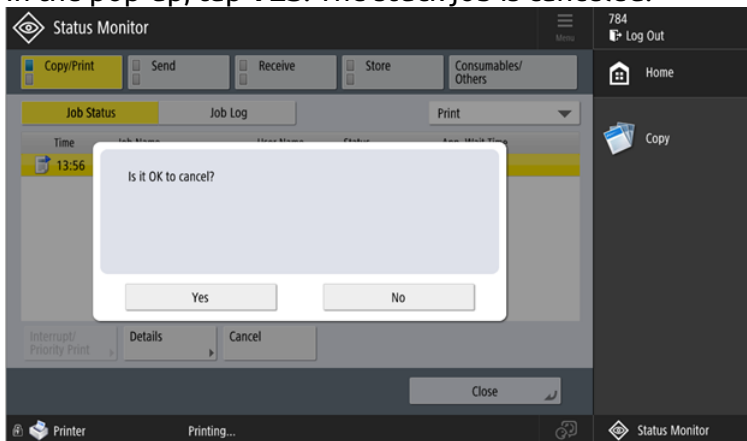 In the pop-up, tap YES. The stuck job is canceled.
Status Monitor
Menu
784
Log Out
Copy/Print
Send
Receive
Store
Consumables/
Others
Home
Job Status
Job Log
Print
Copy
Time
Job Name
User Name
Status
App. Wait Time
13:56
Is it OK to cancel?
Yes
No
Interrupt/
Priority Print
Details
Cancel
Close
Printer
Printing...
Status Monitor